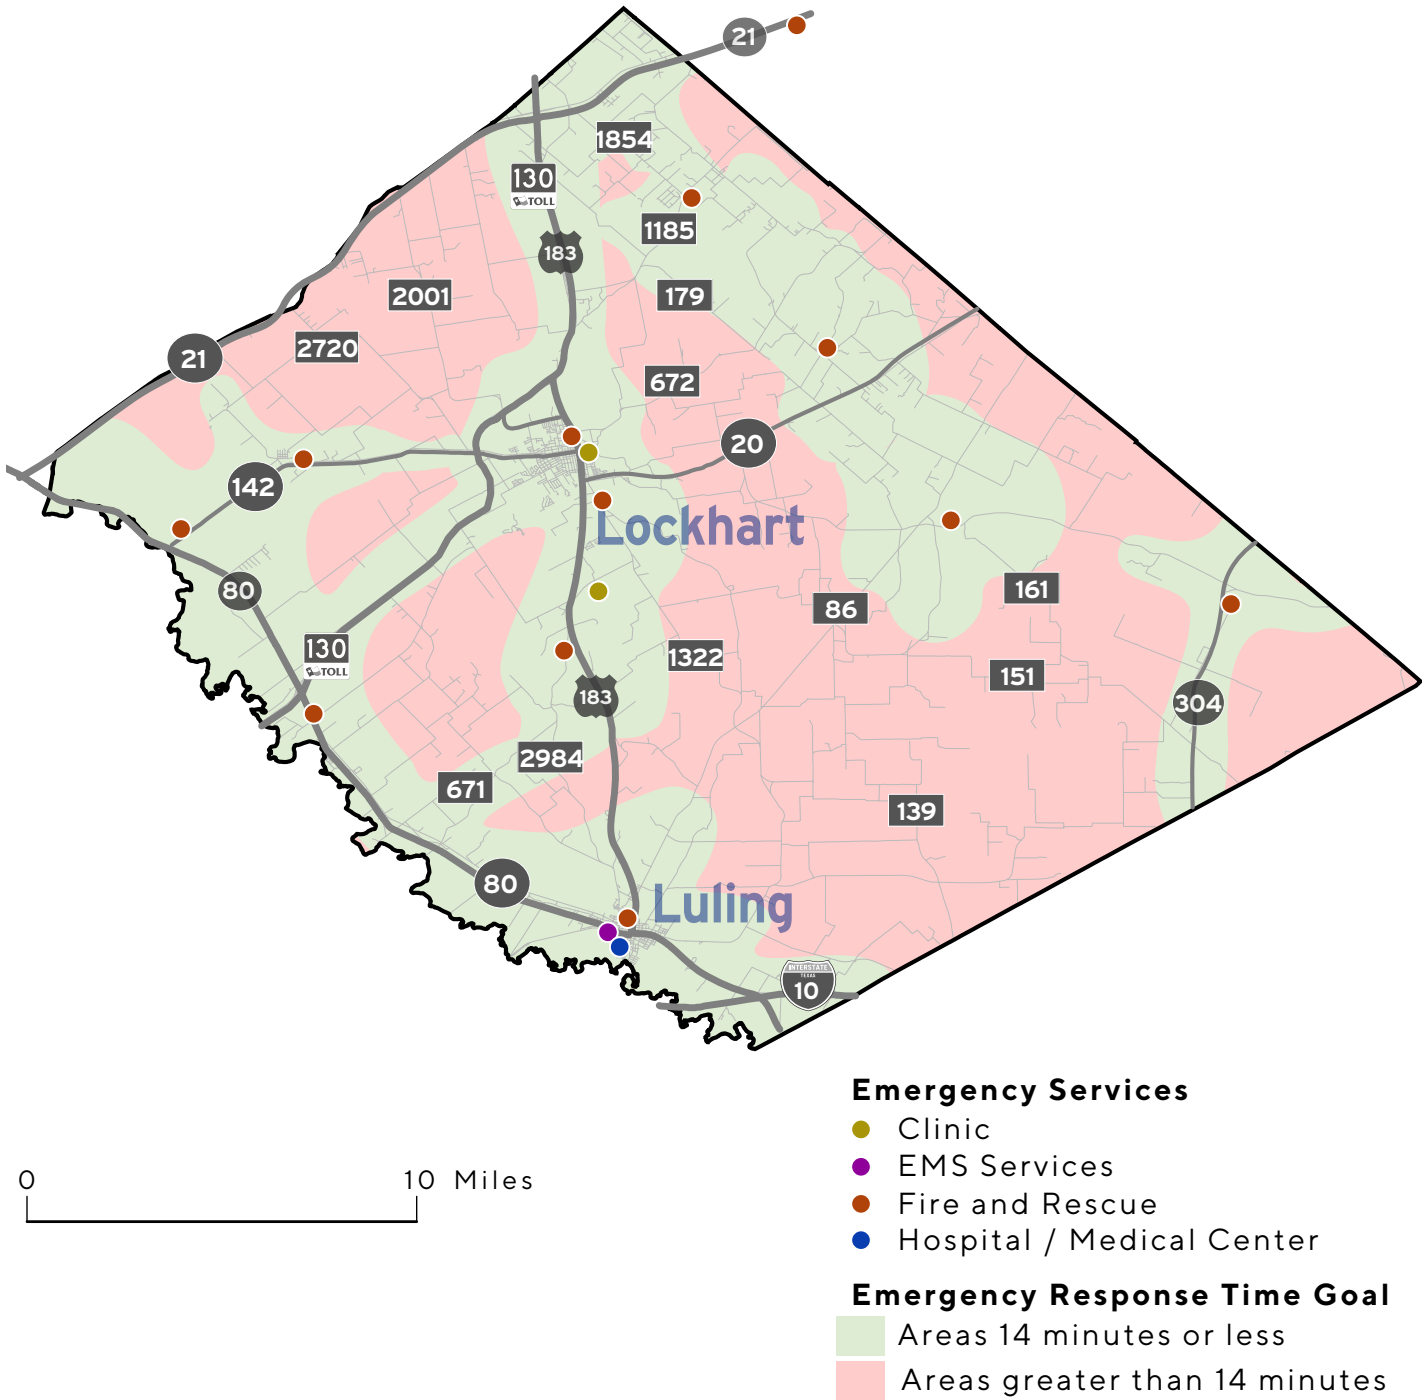 21
1854
130
TOLL
1185
183
2001
179
2720
21
672
20
142
Lockhart
80
161
86
130
TOLL
1322
151
183
304
2984
671
139
80
Luling
INTERSTATE
TEXAS
10
Emergency Services
Clinic
EMS Services
Fire and Rescue
Hospital / Medical Center
0 10 Miles
Emergency Response Time Goal
Areas 14 minutes or less
Areas greater than 14 minutes